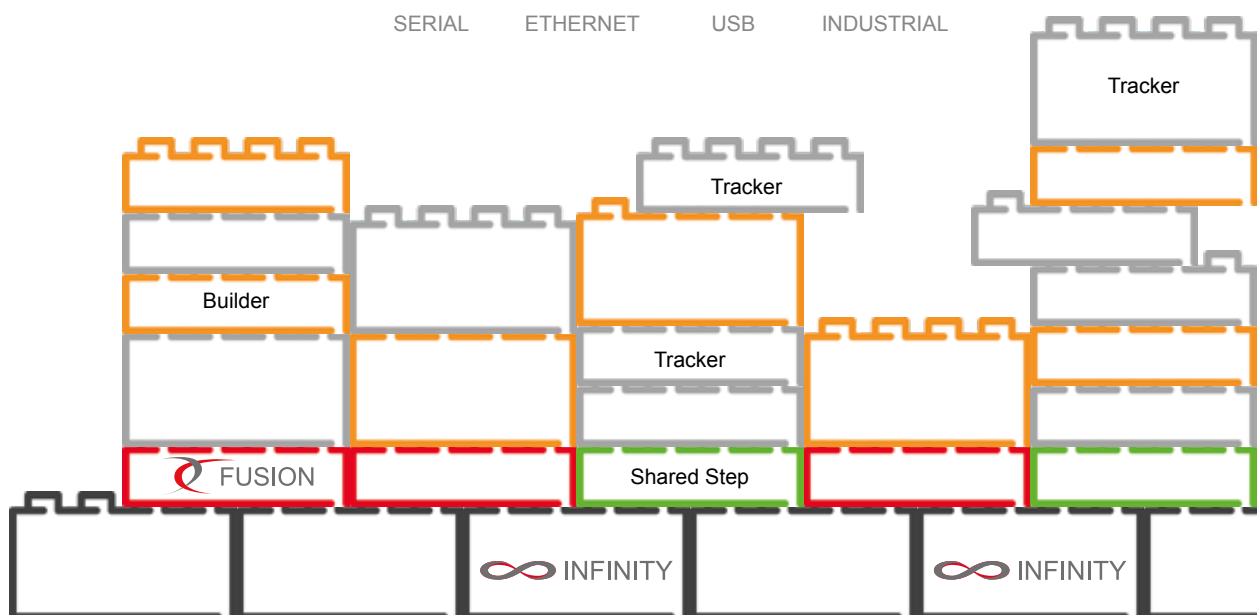 SERIAL ETHERNET USB INDUSTRIAL
Tracker
Tracker
Builder
Tracker
FUSION
Shared Step
INFINITY
INFINITY